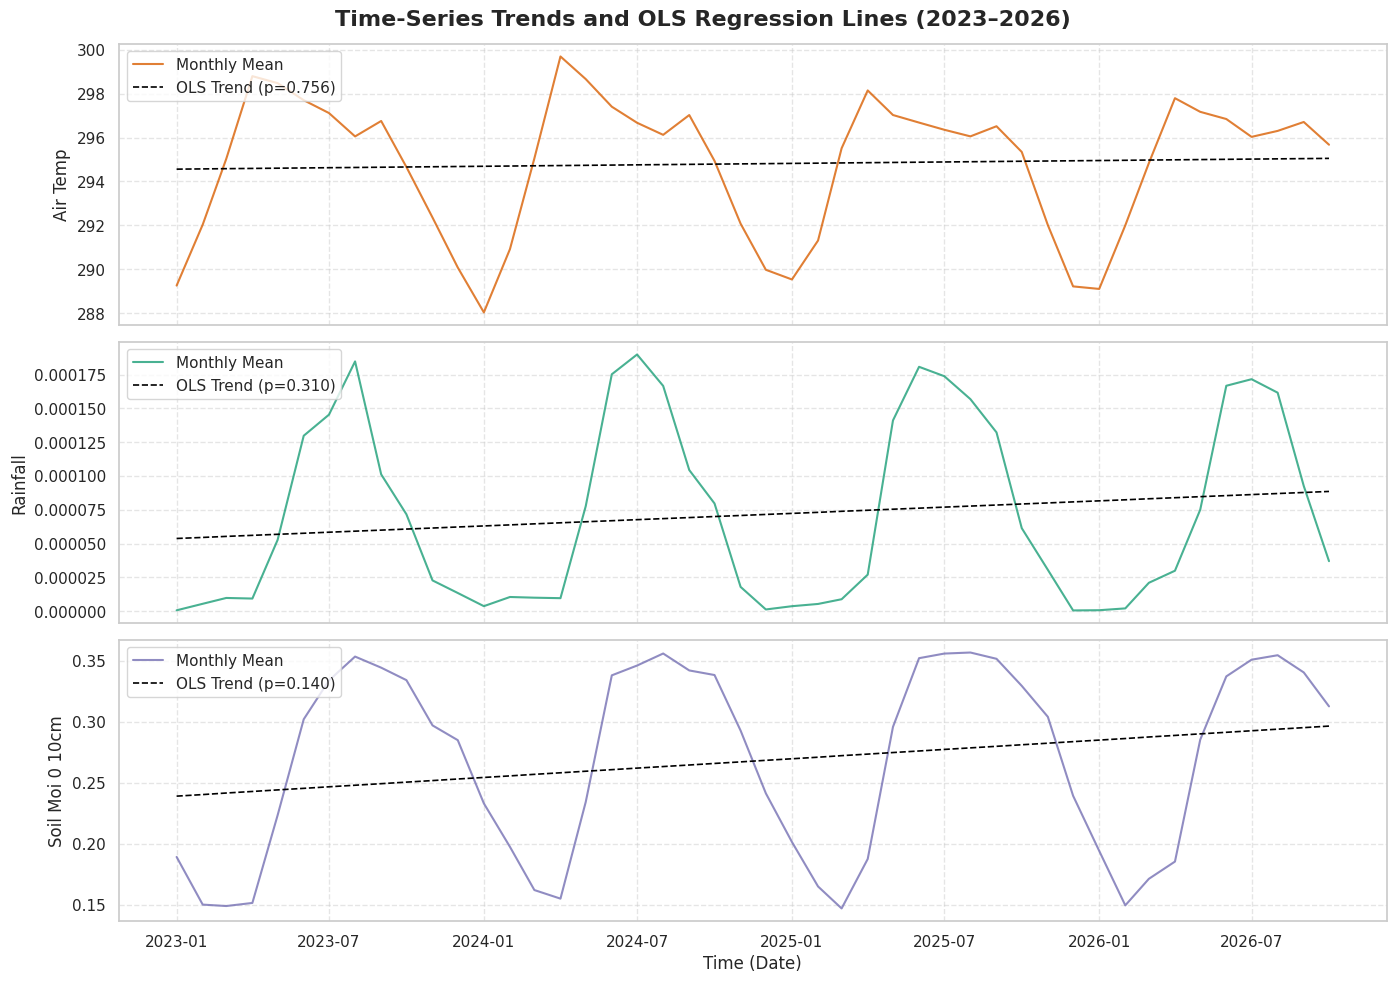 Time-Series Trends and OLS Regression Lines (2023–2026)
Monthly Mean
OLS Trend (p=0.756)
Air Temp
300
298
296
294
292
290
288
Monthly Mean
OLS Trend (p=0.310)
Rainfall
0.000175
0.000150
0.000125
0.000100
0.000075
0.000050
0.000025
0.000000
Monthly Mean
OLS Trend (p=0.140)
Soil Moi 0 10cm
0.35
0.30
0.25
0.20
0.15
2023-01 2023-07 2024-01 2024-07 2025-01 2025-07 2026-01 2026-07
Time (Date)